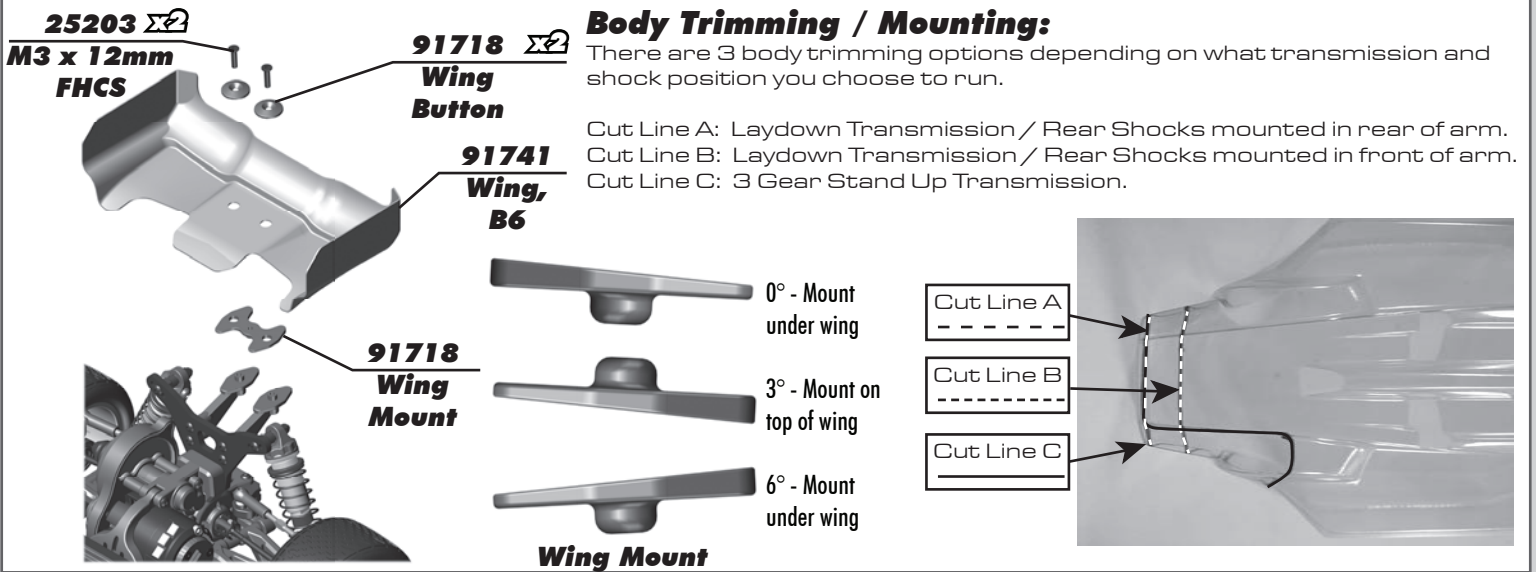 25203 x2
M3 x 12mm
FHCS
91718 x2
Wing
Button
91741
Wing,
B6
91718
Wing
Mount
0° - Mount
under wing
3° - Mount on
top of wing
6° - Mount
under wing
Wing Mount
Body Trimming / Mounting:
There are 3 body trimming options depending on what transmission and
shock position you choose to run.
Cut Line A: Laydown Transmission / Rear Shocks mounted in rear of arm.
Cut Line B: Laydown Transmission / Rear Shocks mounted in front of arm.
Cut Line C: 3 Gear Stand Up Transmission.
Cut Line A
Cut Line B
Cut Line C